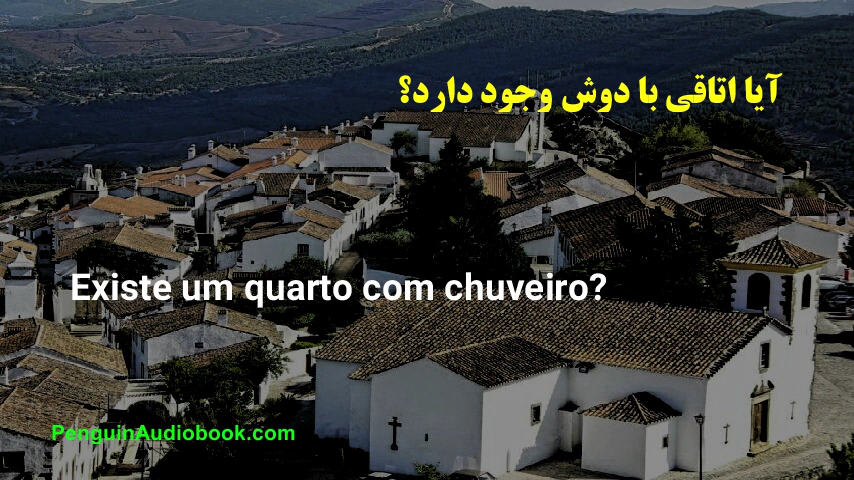 آیا اتاقی با دوش وجود دارد؟
Existe um quarto com chuveiro?
PenguinAudiobook.com